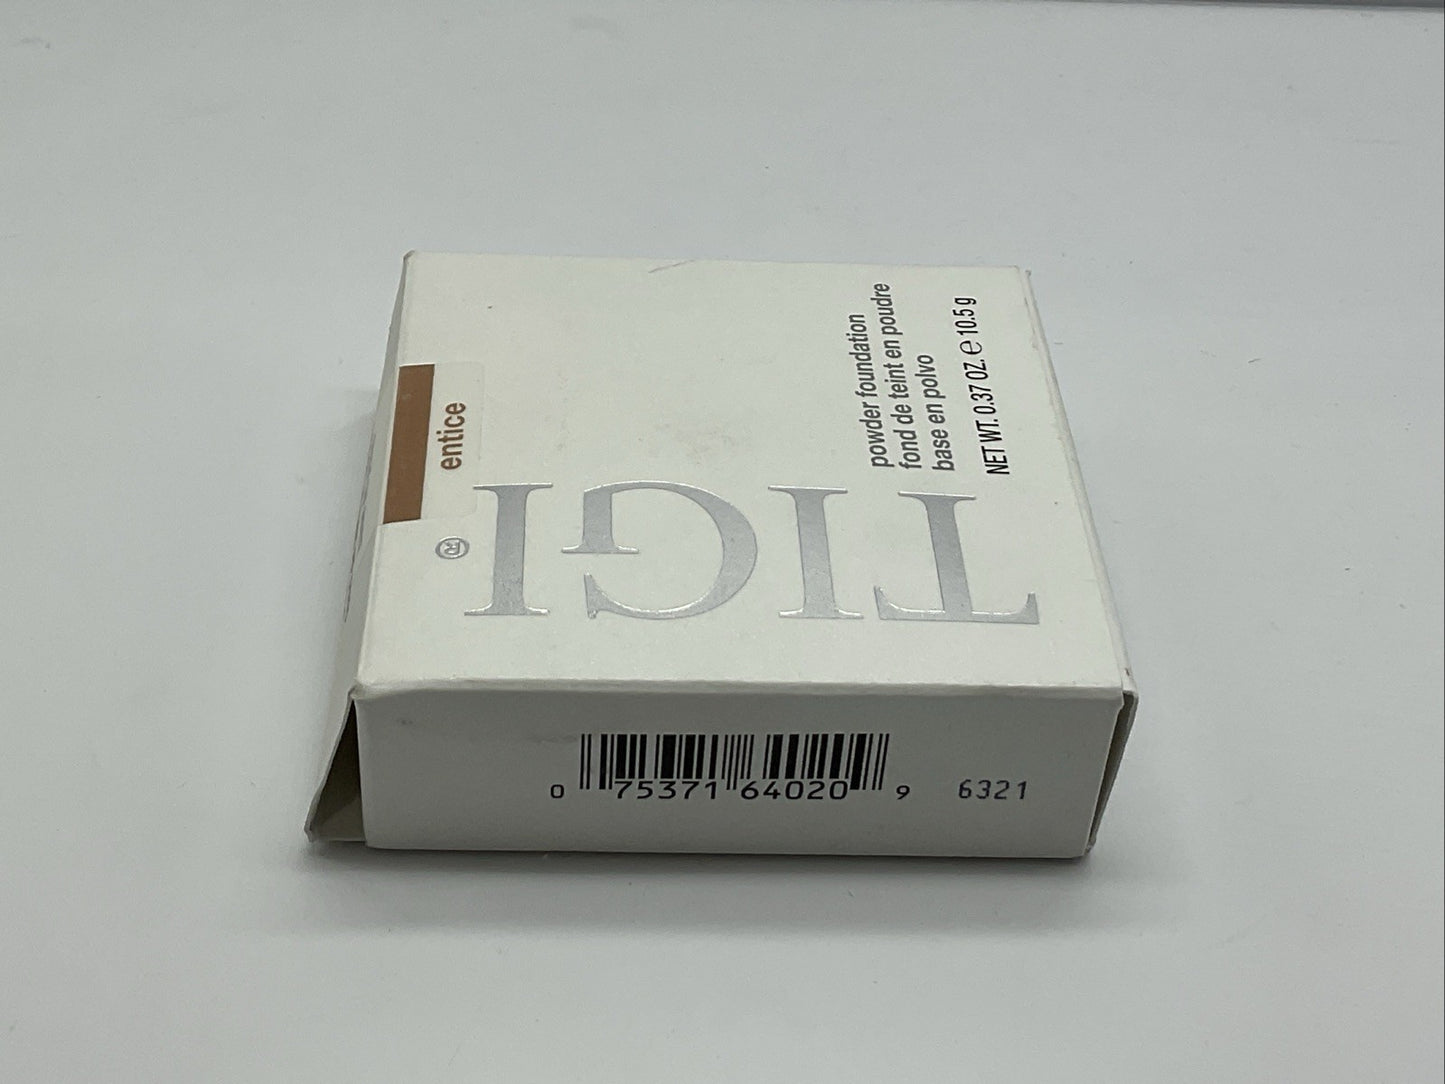 TIGI®
entice
powder foundation
fond de teint en poudre
base en polvo
NET WT. 0.37 OZ. ℮ 10.5 g
0 75371 64020 9
6321